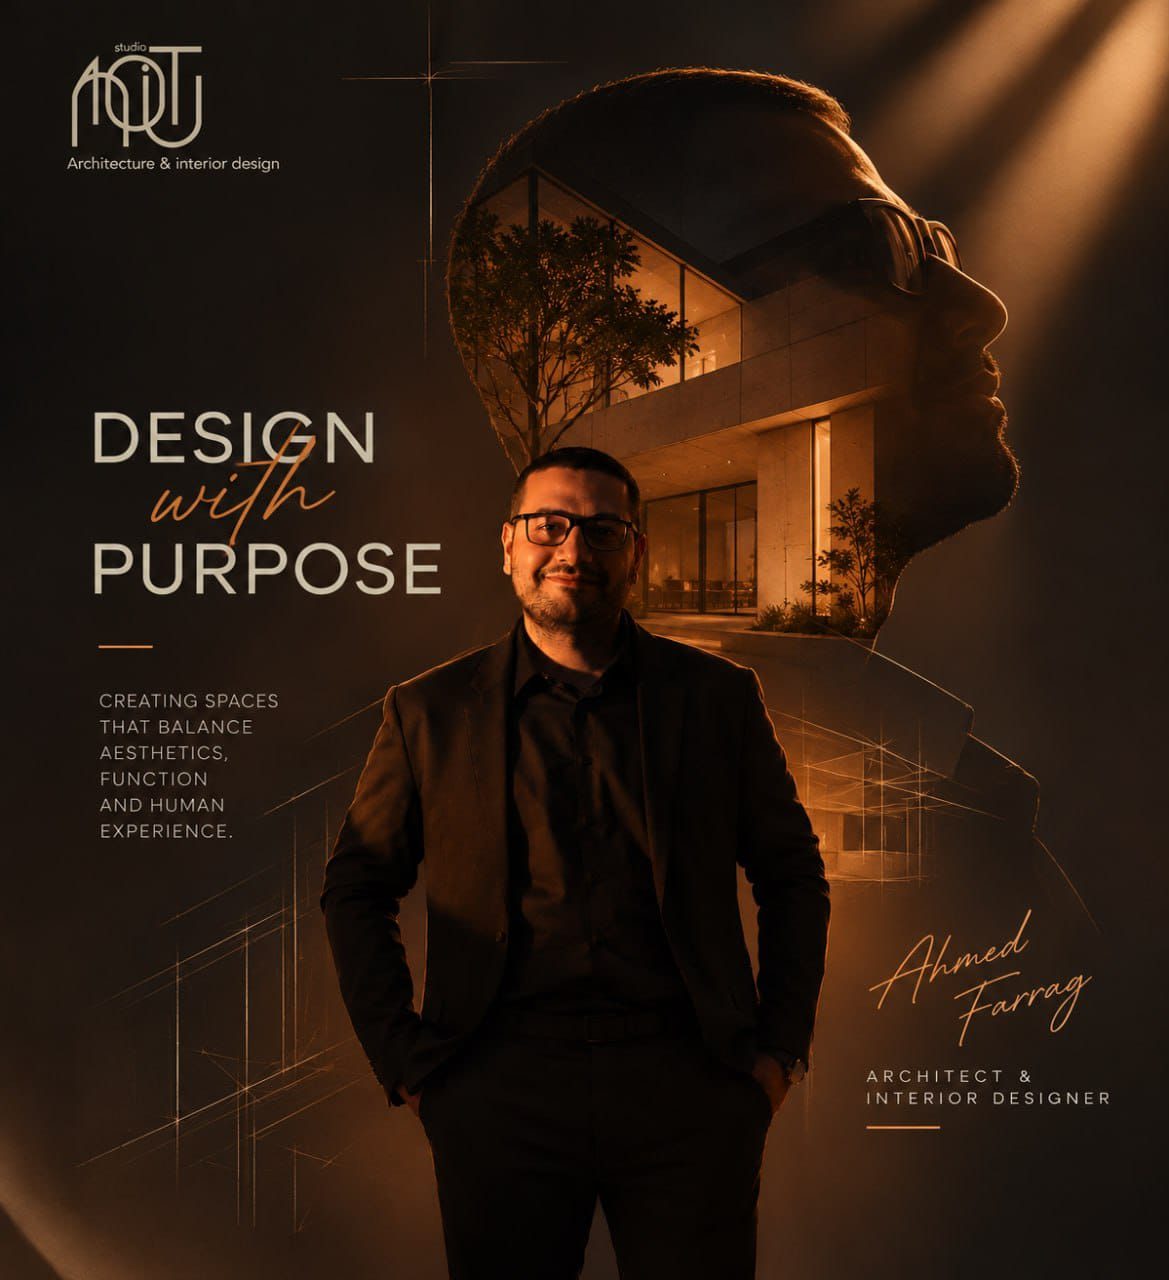 studio
Architecture & interior design
DESIGN
with
PURPOSE
CREATING SPACES
THAT BALANCE
AESTHETICS,
FUNCTION
AND HUMAN
EXPERIENCE.
Ahmed
Farrag
ARCHITECT &
INTERIOR DESIGNER